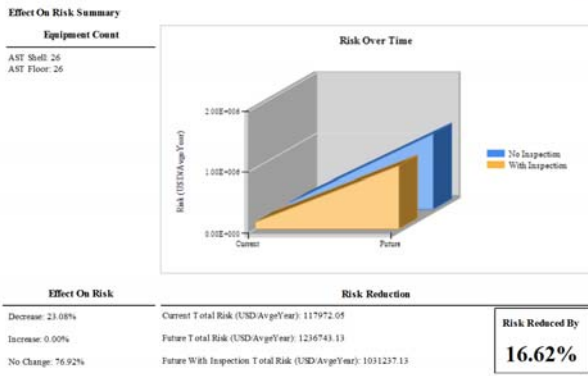 Effect On Risk Summary
Equipment Count
AST Shell: 26
AST Floor: 26
Risk Over Time
Risk (USD/AvgeYear)
2.00E+006
1.00E+006
0.00E+000
Current
Future
No Inspection
With Inspection
Effect On Risk
Decrease: 23.08%
Increase: 0.00%
No Change: 76.92%
Risk Reduction
Current Total Risk (USD/AvgeYear): 117972.05
Future Total Risk (USD/AvgeYear): 1236743.13
Future With Inspection Total Risk (USD/AvgeYear): 1031237.13
Risk Reduced By
16.62%